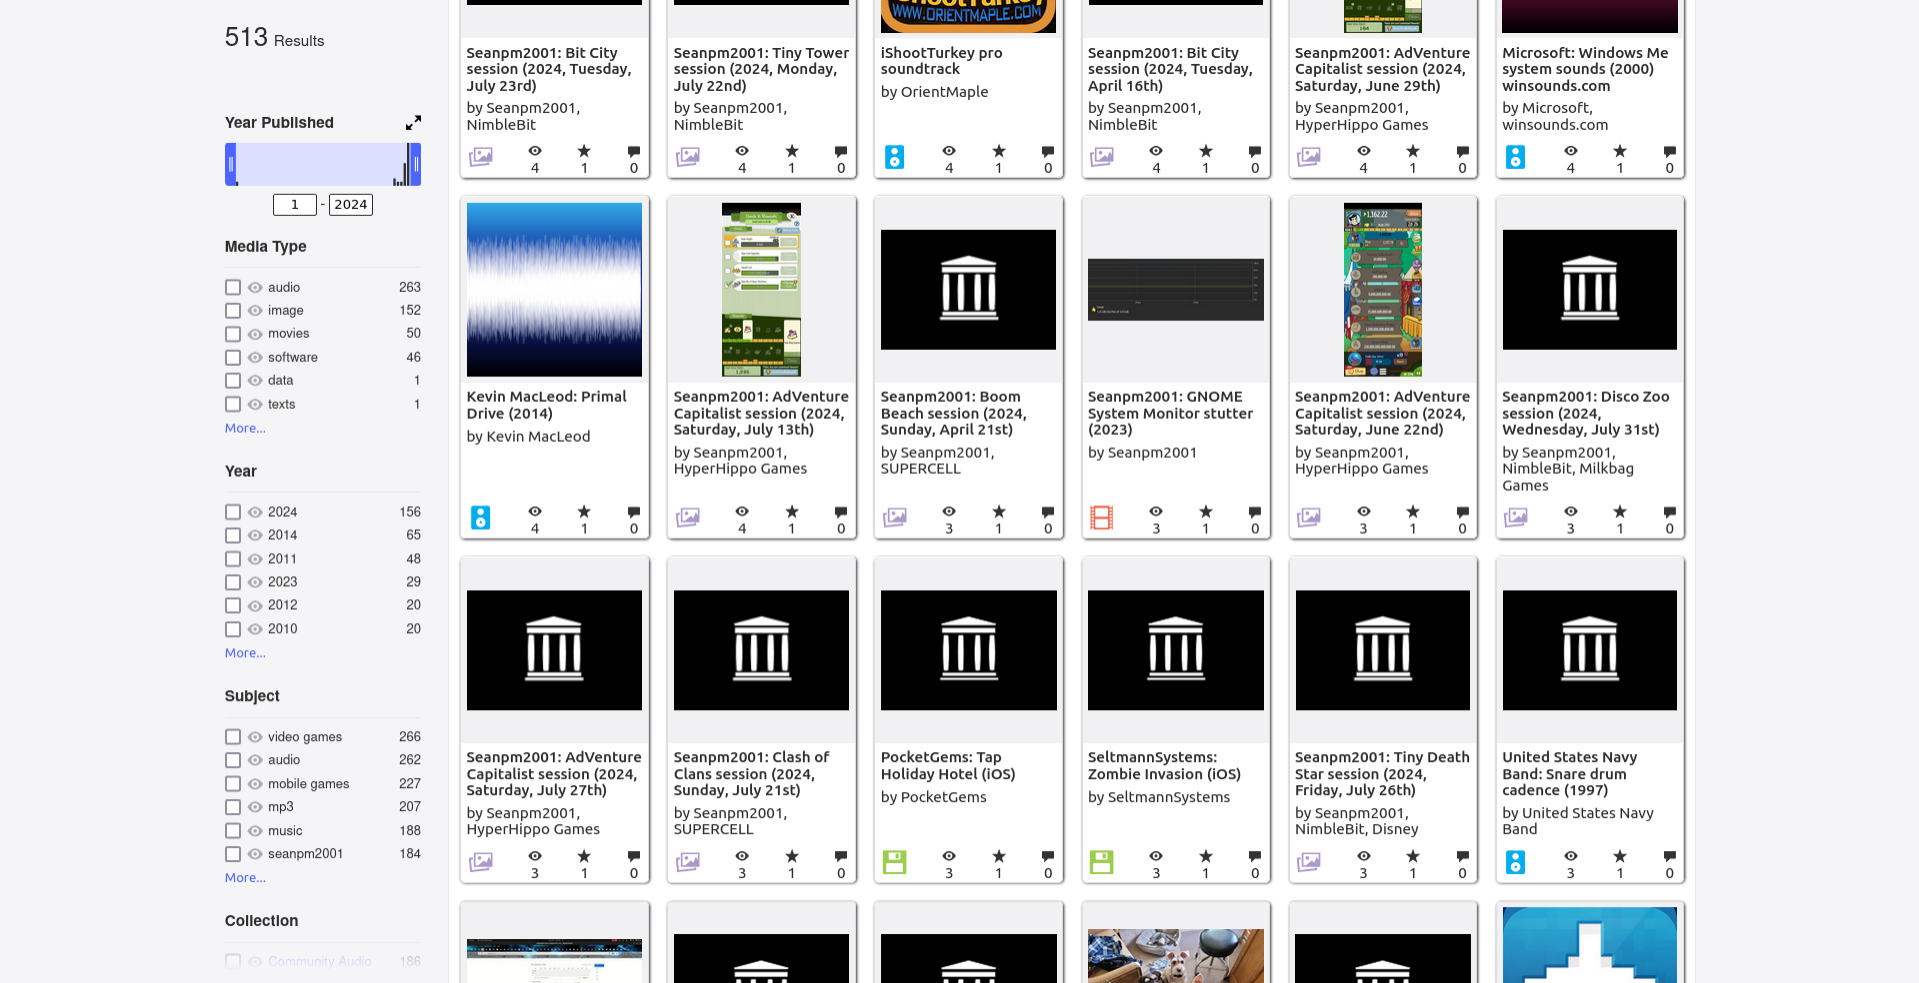 513 Results
Year Published
1 - 2024
Media Type
audio 263
image 152
movies 50
software 46
data 1
texts 1
More...
Year
2024 156
2014 65
2011 48
2023 29
2012 20
2010 20
More...
Subject
video games 266
audio 262
mobile games 227
mp3 207
music 188
seanpm2001 184
More...
Collection
Community Audio 186
WWW.ORIENTMAPLE.COM
Seanpm2001: Bit City
session (2024, Tuesday,
July 23rd)
by Seanpm2001,
NimbleBit
4 1 0
Seanpm2001: Tiny Tower
session (2024, Monday,
July 22nd)
by Seanpm2001,
NimbleBit
4 1 0
iShootTurkey pro
soundtrack
by OrientMaple
4 1 0
Seanpm2001: Bit City
session (2024, Tuesday,
April 16th)
by Seanpm2001,
NimbleBit
4 1 0
Seanpm2001: AdVenture
Capitalist session (2024,
Saturday, June 29th)
by Seanpm2001,
HyperHippo Games
4 1 0
Microsoft: Windows Me
system sounds (2000)
winsounds.com
by Microsoft,
winsounds.com
4 1 0
Kevin MacLeod: Primal
Drive (2014)
by Kevin MacLeod
4 1 0
Seanpm2001: AdVenture
Capitalist session (2024,
Saturday, July 13th)
by Seanpm2001,
HyperHippo Games
4 1 0
Seanpm2001: Boom
Beach session (2024,
Sunday, April 21st)
by Seanpm2001,
SUPERCELL
3 1 0
Seanpm2001: GNOME
System Monitor stutter
(2023)
by Seanpm2001
3 1 0
Seanpm2001: AdVenture
Capitalist session (2024,
Saturday, June 22nd)
by Seanpm2001,
HyperHippo Games
3 1 0
Seanpm2001: Disco Zoo
session (2024,
Wednesday, July 31st)
by Seanpm2001,
NimbleBit, Milkbag
Games
3 1 0
Seanpm2001: AdVenture
Capitalist session (2024,
Saturday, July 27th)
by Seanpm2001,
HyperHippo Games
3 1 0
Seanpm2001: Clash of
Clans session (2024,
Sunday, July 21st)
by Seanpm2001,
SUPERCELL
3 1 0
PocketGems: Tap
Holiday Hotel (iOS)
by PocketGems
3 1 0
SeltmannSystems:
Zombie Invasion (iOS)
by SeltmannSystems
3 1 0
Seanpm2001: Tiny Death
Star session (2024,
Friday, July 26th)
by Seanpm2001,
NimbleBit, Disney
3 1 0
United States Navy
Band: Snare drum
cadence (1997)
by United States Navy
Band
3 1 0